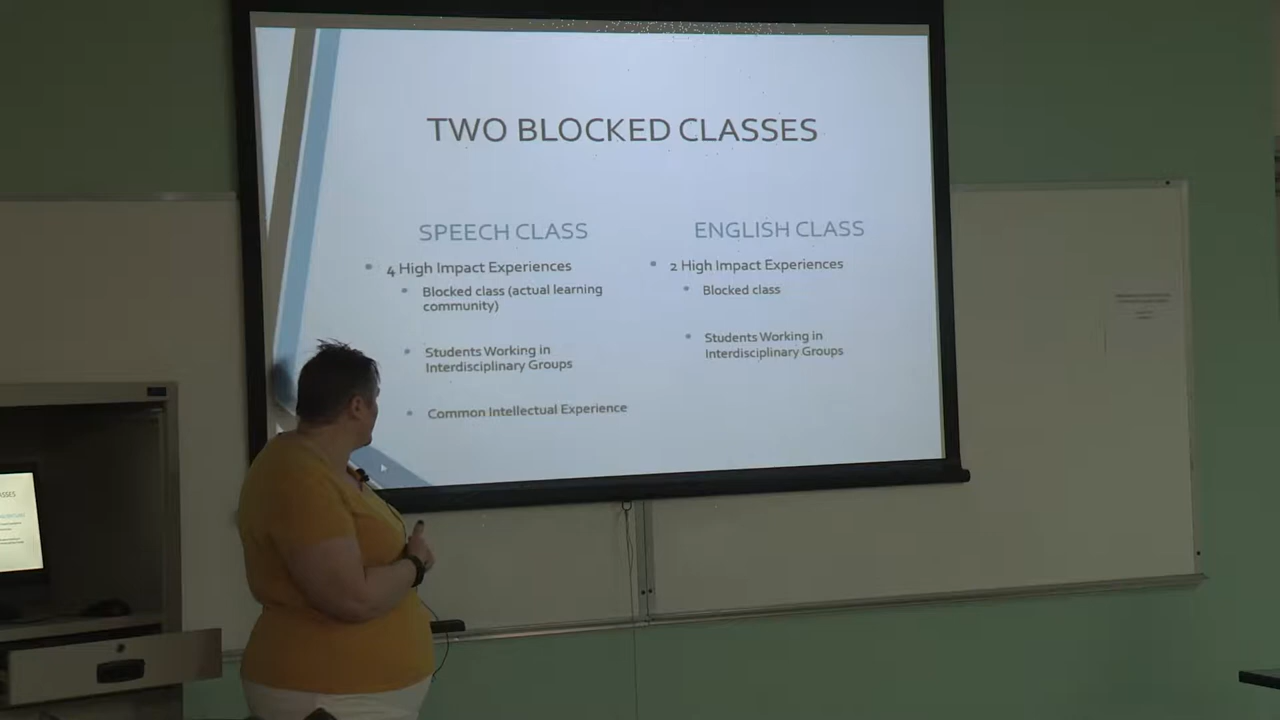 TWO BLOCKED CLASSES
SPEECH CLASS
4 High Impact Experiences
Blocked class (actual learning
community)
Students Working in
Interdisciplinary Groups
Common Intellectual Experience
ENGLISH CLASS
2 High Impact Experiences
Blocked class
Students Working in
Interdisciplinary Groups